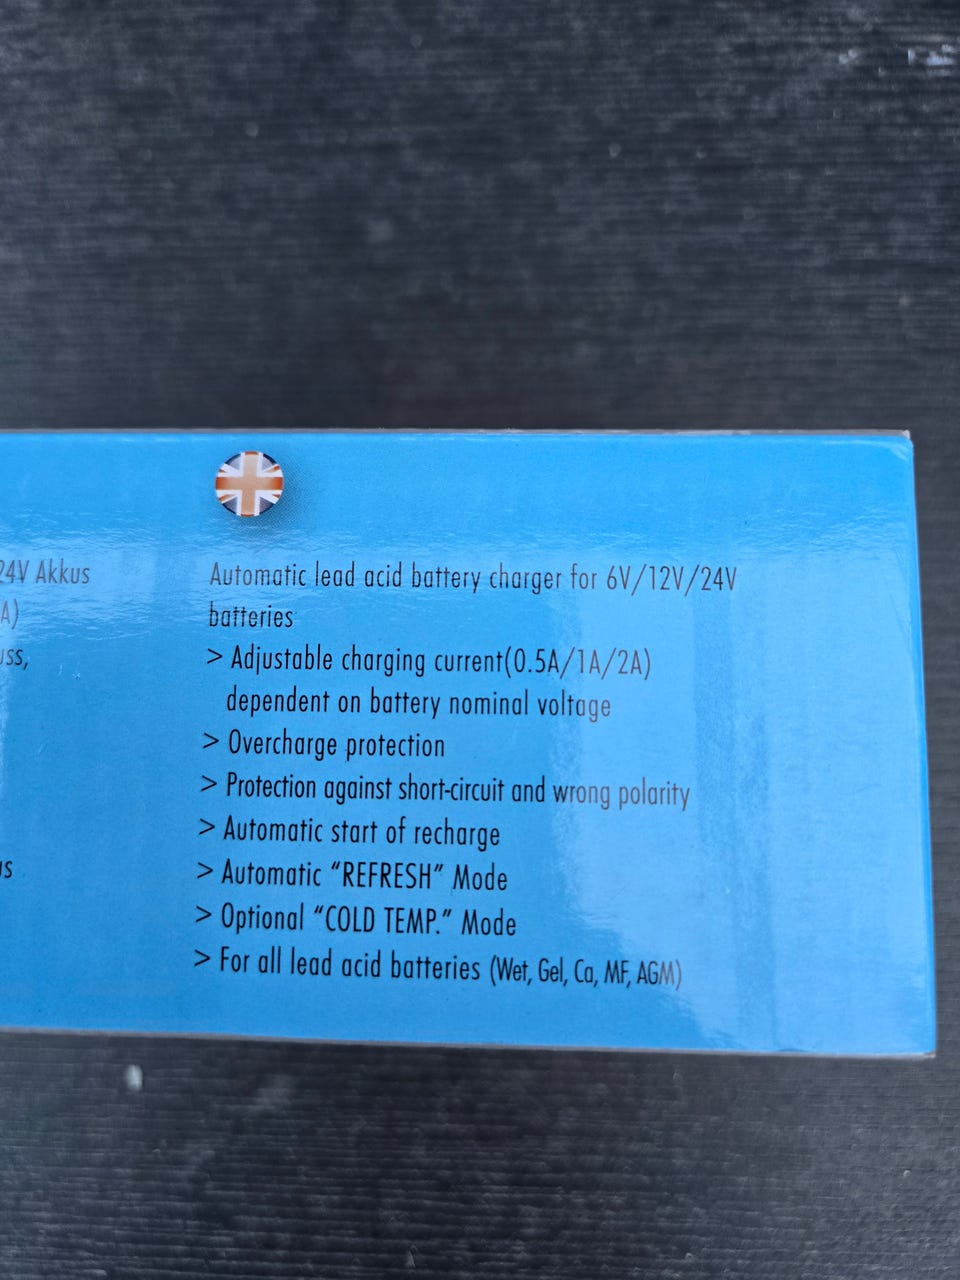 24V Akkus
A)
uss,
us
Automatic lead acid battery charger for 6V/12V/24V
batteries
> Adjustable charging current(0.5A/1A/2A)
dependent on battery nominal voltage
> Overcharge protection
> Protection against short-circuit and wrong polarity
> Automatic start of recharge
> Automatic “REFRESH” Mode
> Optional “COLD TEMP.” Mode
> For all lead acid batteries (Wet, Gel, Ca, MF, AGM)